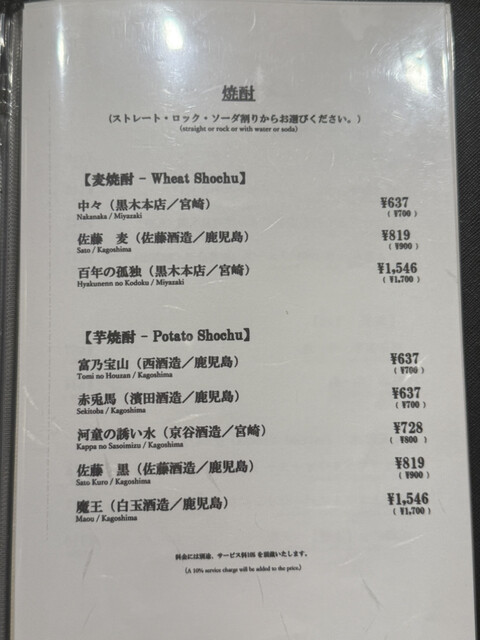 焼酎
(ストレート・ロック・ソーダ割りからお選びください。)
(straight or rock or with water or soda)
【麦焼酎 – Wheat Shochu】
中々（黒木本店／宮崎） ¥637
Nakanaka / Miyazaki ( ¥700 )
佐藤　麦（佐藤酒造／鹿児島） ¥819
Sato / Kagoshima ( ¥900 )
百年の孤独（黒木本店／宮崎） ¥1,546
Hyakunenn no Kodoku / Miyazaki ( ¥1,700 )
【芋焼酎 – Potato Shochu】
富乃宝山（西酒造／鹿児島） ¥637
Tomi no Houzan / Kagoshima ( ¥700 )
赤兎馬（濱田酒造／鹿児島） ¥637
Sekitoba / Kagoshima ( ¥700 )
河童の誘い水（京谷酒造／宮崎） ¥728
Kappa no Sasoimizu / Kagoshima ( ¥800 )
佐藤　黒（佐藤酒造／鹿児島） ¥819
Sato Kuro / Kagoshima ( ¥900 )
魔王（白玉酒造／鹿児島） ¥1,546
Maou / Kagoshima ( ¥1,700 )
料金には別途、サービス料10% を頂戴いたします。
(A 10% service charge will be added to the price.)